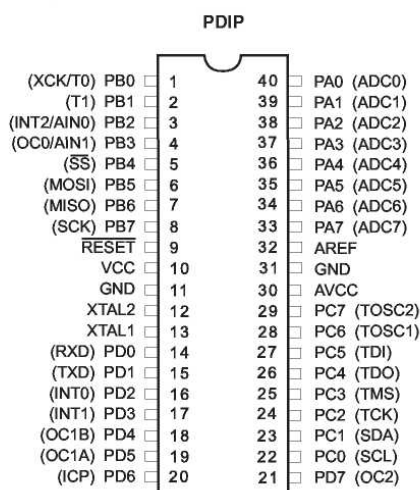 PDIP
(XCK/T0) PB0 1 40 PA0 (ADC0)
(T1) PB1 2 39 PA1 (ADC1)
(INT2/AIN0) PB2 3 38 PA2 (ADC2)
(OC0/AIN1) PB3 4 37 PA3 (ADC3)
(S̅S̅) PB4 5 36 PA4 (ADC4)
(MOSI) PB5 6 35 PA5 (ADC5)
(MISO) PB6 7 34 PA6 (ADC6)
(SCK) PB7 8 33 PA7 (ADC7)
R̅E̅S̅E̅T̅ 9 32 AREF
VCC 10 31 GND
GND 11 30 AVCC
XTAL2 12 29 PC7 (TOSC2)
XTAL1 13 28 PC6 (TOSC1)
(RXD) PD0 14 27 PC5 (TDI)
(TXD) PD1 15 26 PC4 (TDO)
(INT0) PD2 16 25 PC3 (TMS)
(INT1) PD3 17 24 PC2 (TCK)
(OC1B) PD4 18 23 PC1 (SDA)
(OC1A) PD5 19 22 PC0 (SCL)
(ICP) PD6 20 21 PD7 (OC2)